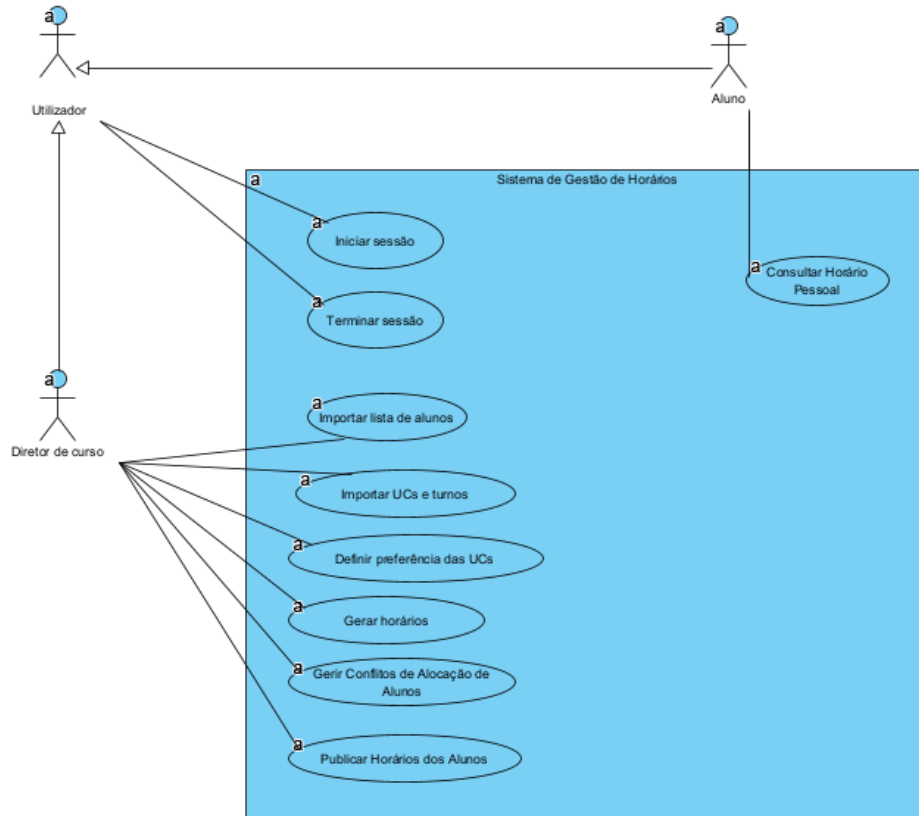 a
a
Utilizador
Aluno
a
Sistema de Gestão de Horários
a
Iniciar sessão
a
Consultar Horário
Pessoal
a
Terminar sessão
a
Diretor de curso
a
Importar lista de alunos
a
Importar UCs e turnos
a
Definir preferência das UCs
a
Gerar horários
a
Gerir Conflitos de Alocação de
Alunos
a
Publicar Horários dos Alunos